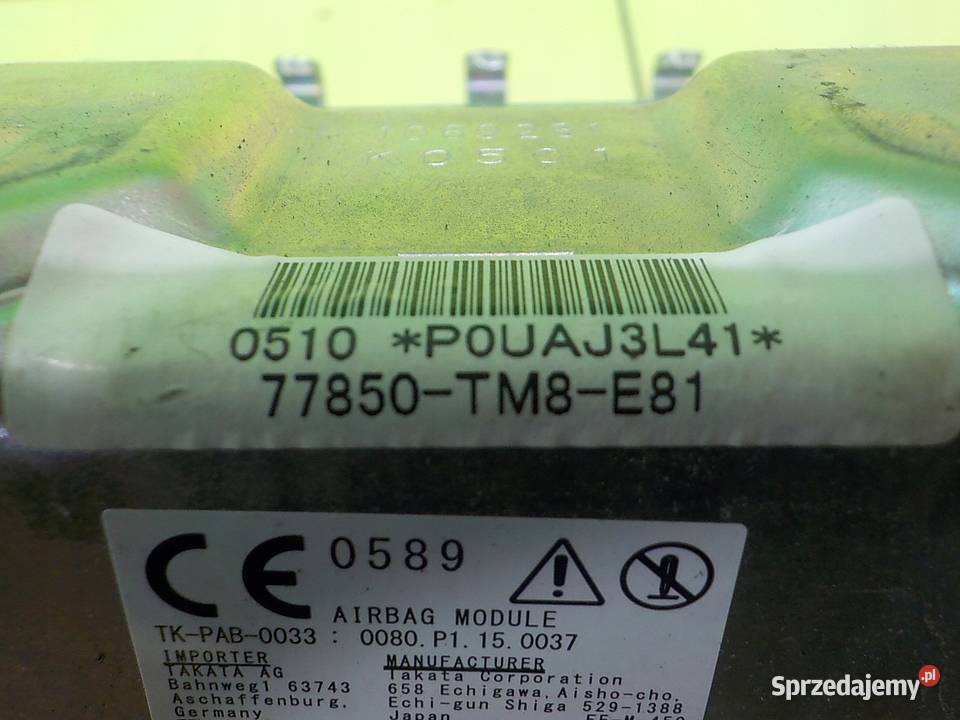 K0501
0510 *P0UAJ3L41*
77850-TM8-E81
CE 0589
AIRBAG MODULE
TK-PAB-0033 : 0080.P1.15.0037
IMPORTER
TAKATA AG
Bahnweg1 63743
Aschaffenburg.
Germany
MANUFACTURER
Takata Corporation
658 Echigawa, Aisho-cho,
Echi-gun Shiga 529-1388
Japan
Sprzedajemy.pl